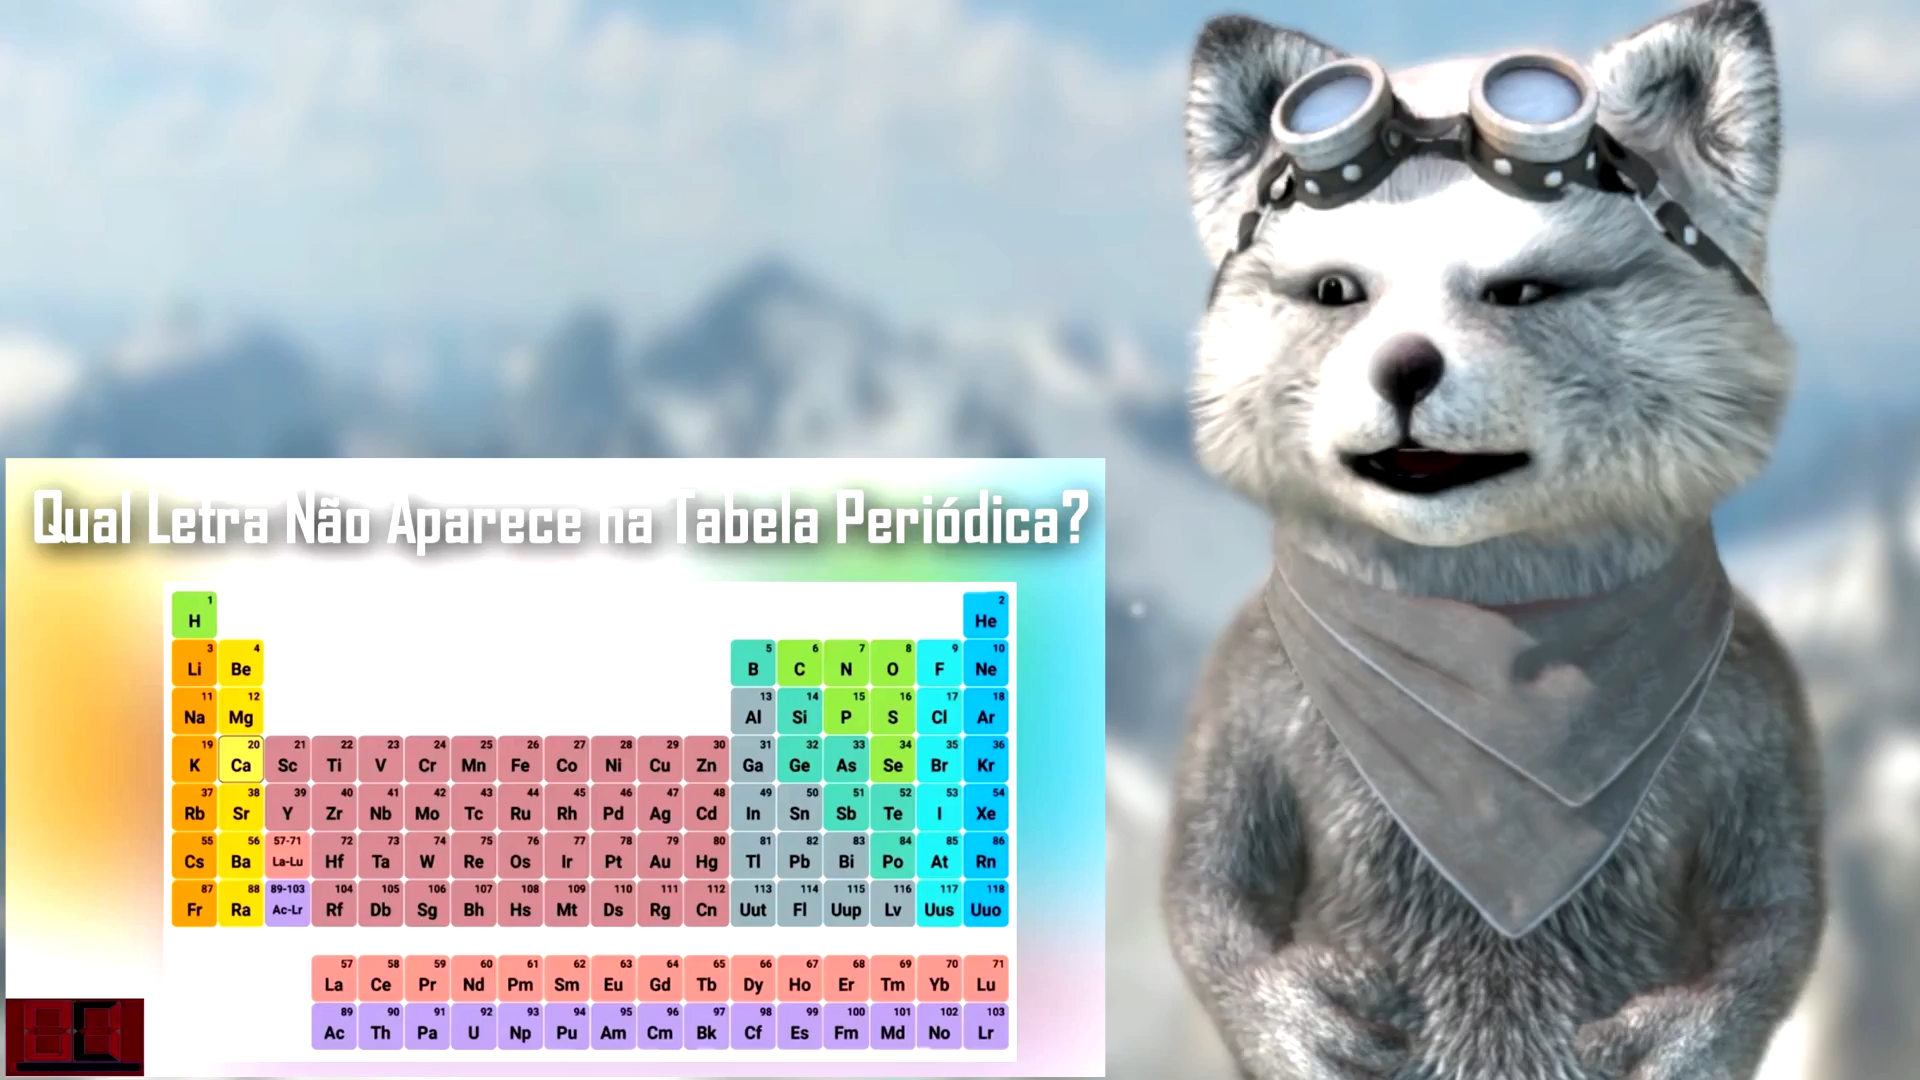 Qual Letra Não Aparece na Tabela Periódica?
1 2
H He
3 4 5 6 7 8 9 10
Li Be B C N O F Ne
11 12 13 14 15 16 17 18
Na Mg Al Si P S Cl Ar
19 20 21 22 23 24 25 26 27 28 29 30 31 32 33 34 35 36
K Ca Sc Ti V Cr Mn Fe Co Ni Cu Zn Ga Ge As Se Br Kr
37 38 39 40 41 42 43 44 45 46 47 48 49 50 51 52 53 54
Rb Sr Y Zr Nb Mo Tc Ru Rh Pd Ag Cd In Sn Sb Te I Xe
55 56 57-71 72 73 74 75 76 77 78 79 80 81 82 83 84 85 86
Cs Ba La-Lu Hf Ta W Re Os Ir Pt Au Hg Tl Pb Bi Po At Rn
87 88 89-103 104 105 106 107 108 109 110 111 112 113 114 115 116 117 118
Fr Ra Ac-Lr Rf Db Sg Bh Hs Mt Ds Rg Cn Uut Fl Uup Lv Uus Uuo
57 58 59 60 61 62 63 64 65 66 67 68 69 70 71
La Ce Pr Nd Pm Sm Eu Gd Tb Dy Ho Er Tm Yb Lu
89 90 91 92 93 94 95 96 97 98 99 100 101 102 103
Ac Th Pa U Np Pu Am Cm Bk Cf Es Fm Md No Lr